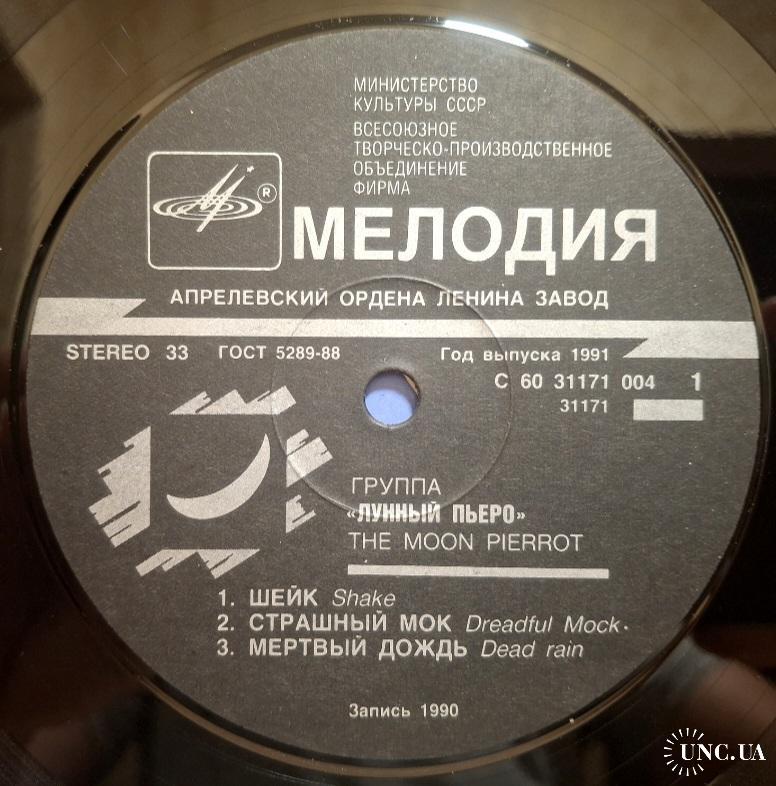 МИНИСТЕРСТВО
КУЛЬТУРЫ СССР
ВСЕСОЮЗНОЕ
ТВОРЧЕСКО-ПРОИЗВОДСТВЕННОЕ
ОБЪЕДИНЕНИЕ
ФИРМА
®
МЕЛОДИЯ
АПРЕЛЕВСКИЙ ОРДЕНА ЛЕНИНА ЗАВОД
STEREO 33 ГОСТ 5289-88 Год выпуска 1991
С 60 31171 004 1
31171
ГРУППА
«ЛУННЫЙ ПЬЕРО»
THE MOON PIERROT
1. ШЕЙК Shake
2. СТРАШНЫЙ МОК Dreadful Mock.
3. МЕРТВЫЙ ДОЖДЬ Dead rain
Запись 1990
UNC.UA